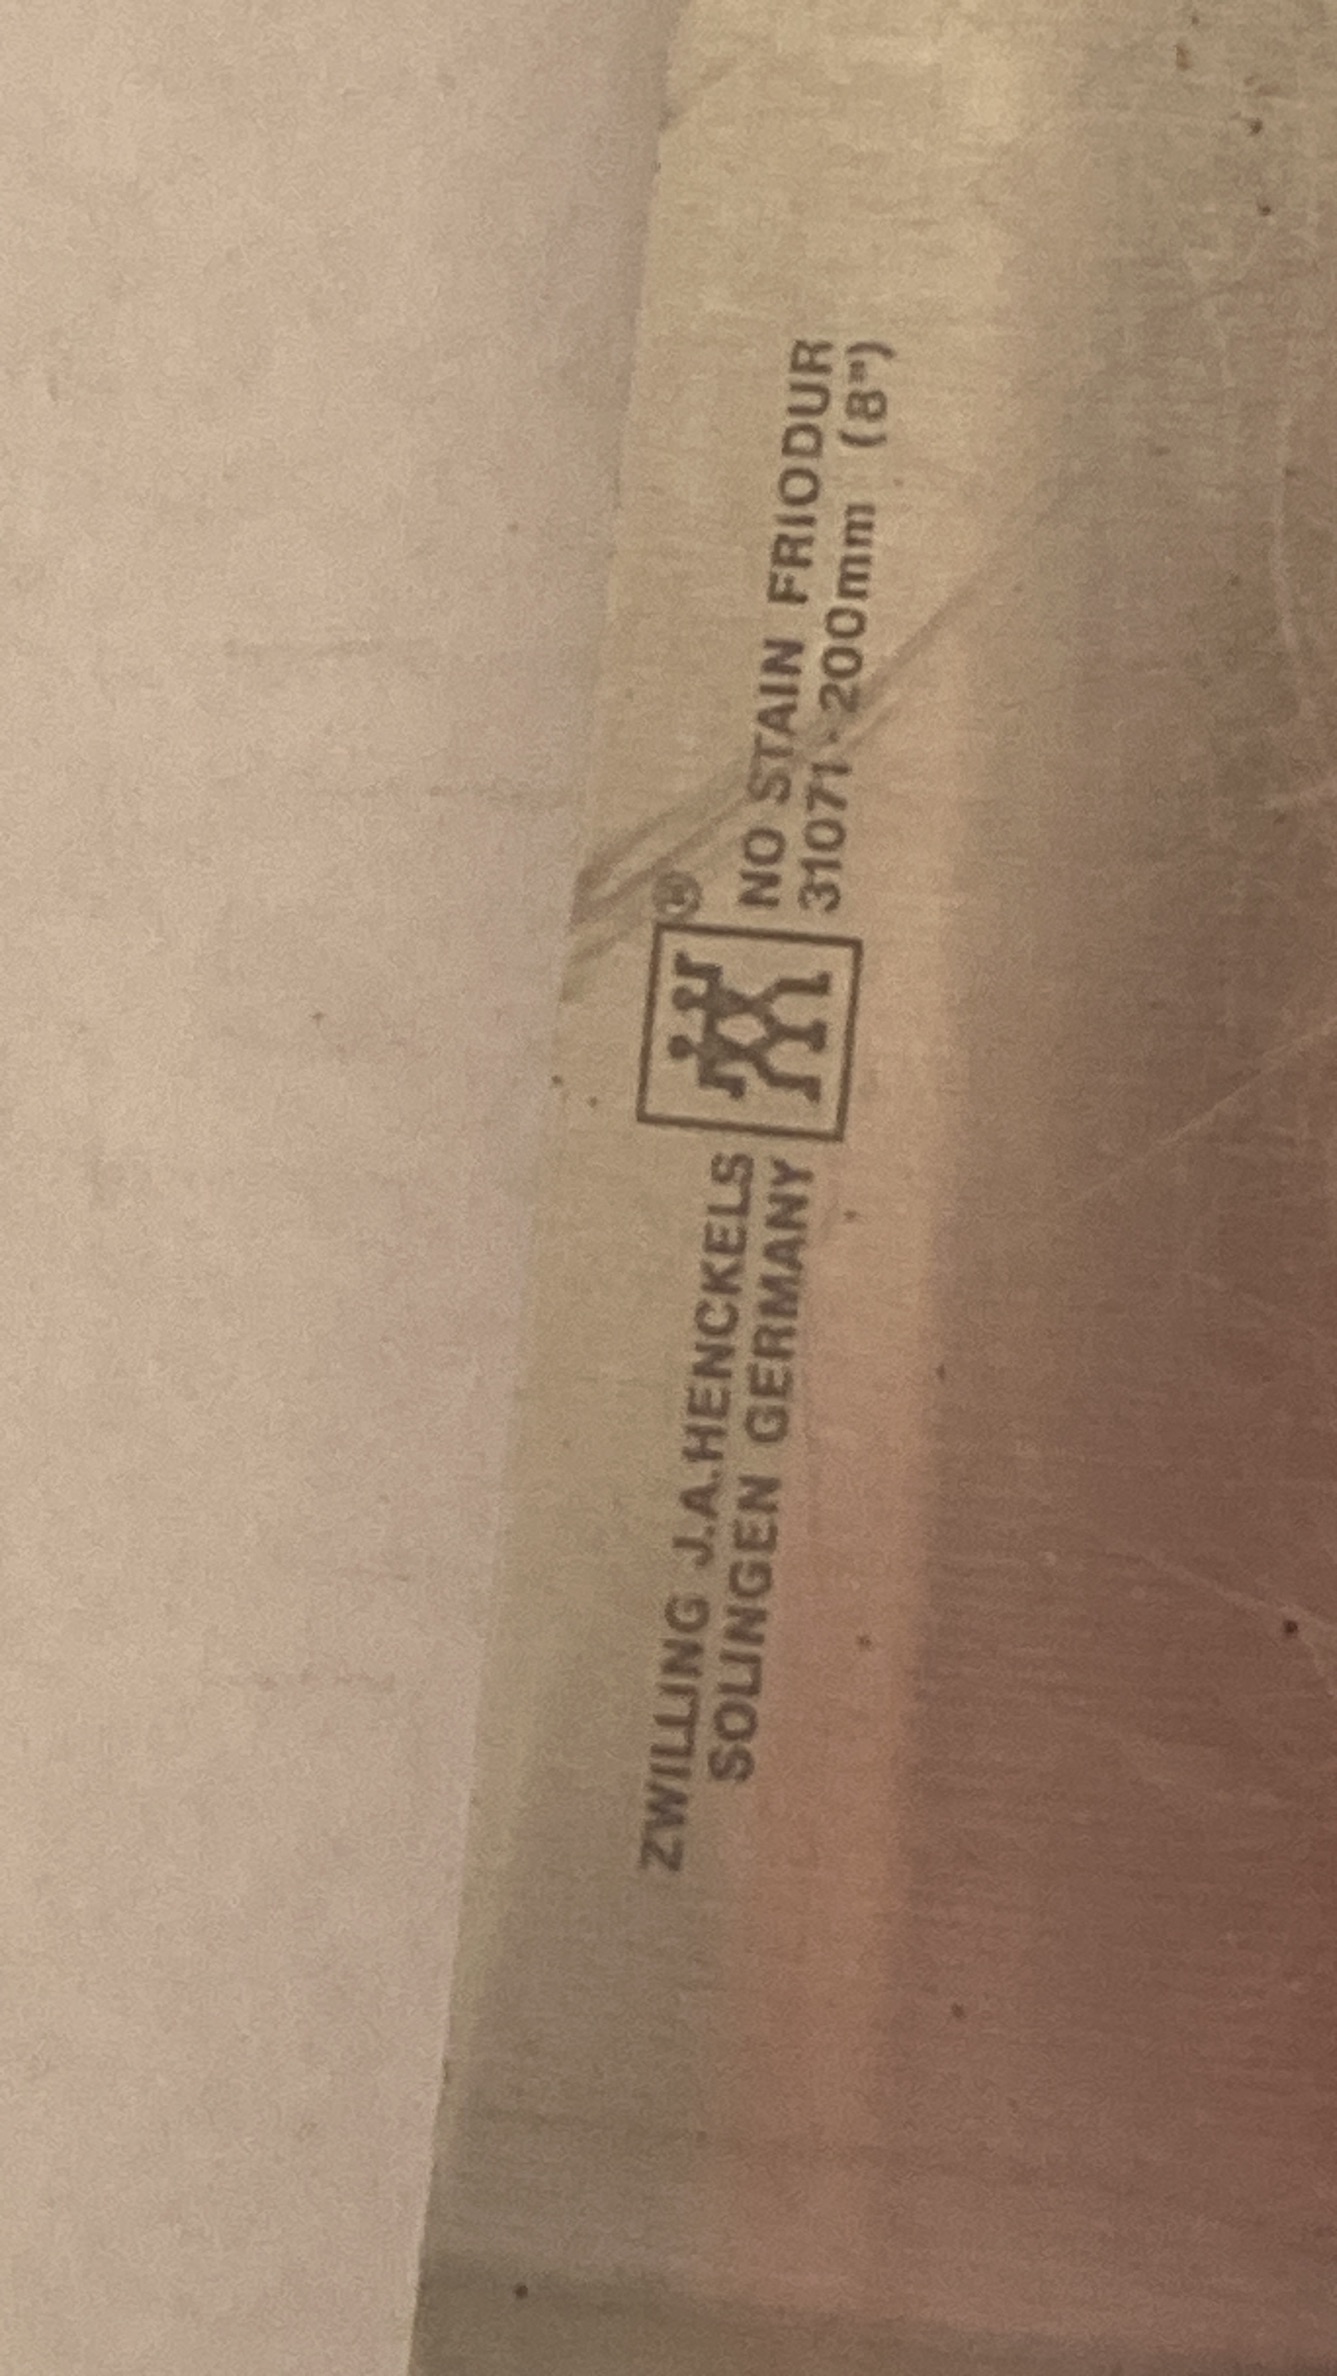 ZWILLING J.A.HENCKELS
SOLINGEN GERMANY
®
NO STAIN FRIODUR
31071-200mm (8")